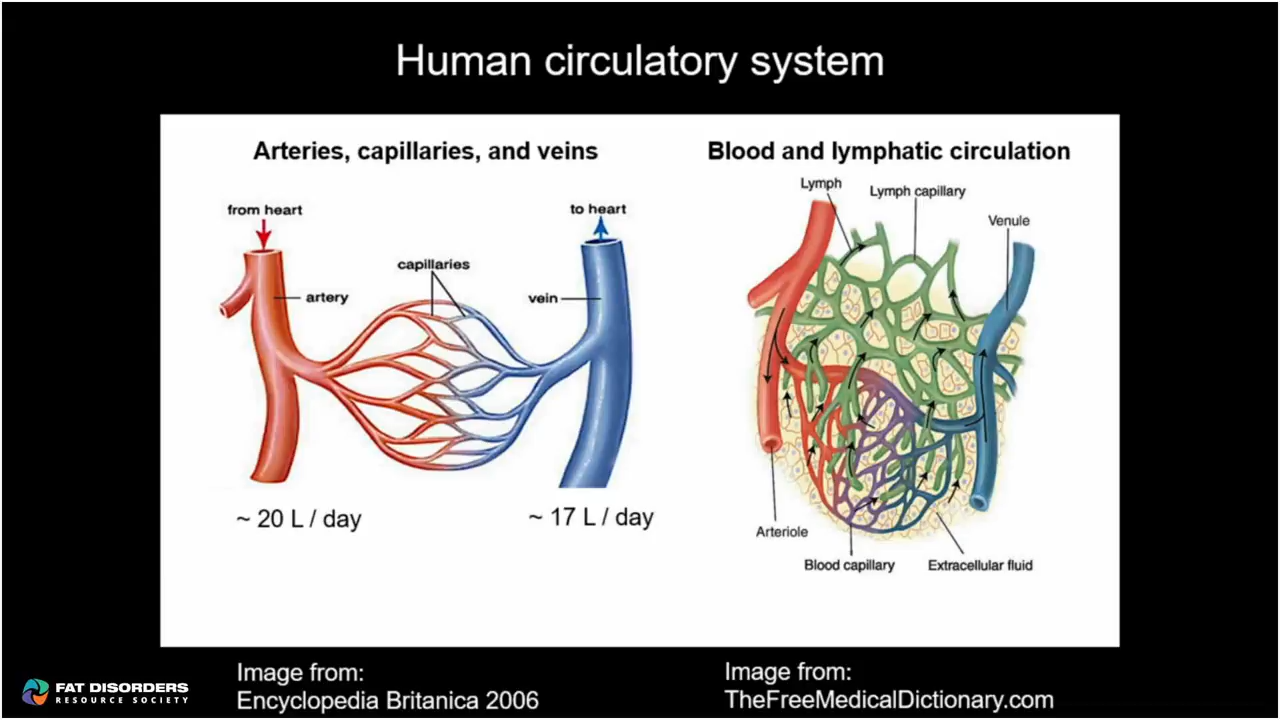 Human circulatory system
Arteries, capillaries, and veins
from heart
to heart
capillaries
artery
vein
~ 20 L / day
~ 17 L / day
Blood and lymphatic circulation
Lymph
Lymph capillary
Venule
Arteriole
Blood capillary
Extracellular fluid
Image from:
Encyclopedia Britanica 2006
Image from:
TheFreeMedicalDictionary.com
FAT DISORDERS
RESOURCE SOCIETY